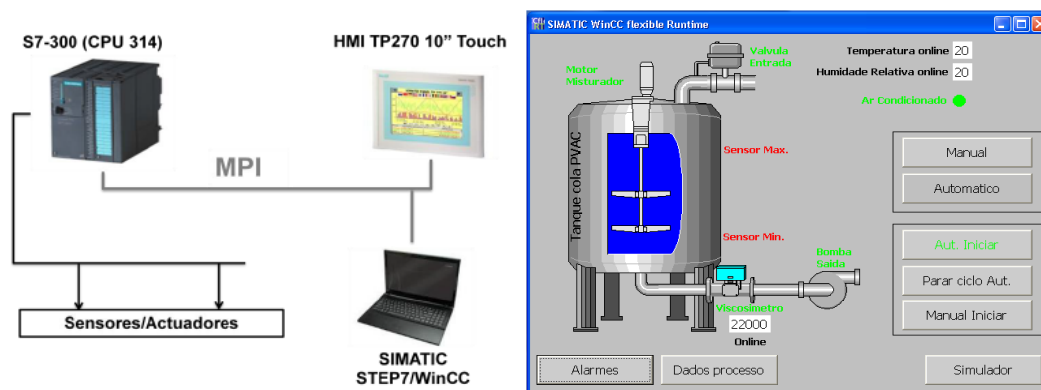 S7-300 (CPU 314)
HMI TP270 10” Touch
MPI
Sensores/Actuadores
SIMATIC
STEP7/WinCC
SIMATIC WinCC flexible Runtime
Valvula
Entrada
Motor
Misturador
Temperatura online 20
Humidade Relativa online 20
Ar Condicionado
Tanque cola PVAC
Sensor Max.
Sensor Min.
Manual
Automatico
Aut. Iniciar
Parar ciclo Aut.
Manual Iniciar
Bomba
Saida
Viscosimetro
22000
Online
Alarmes
Dados processo
Simulador